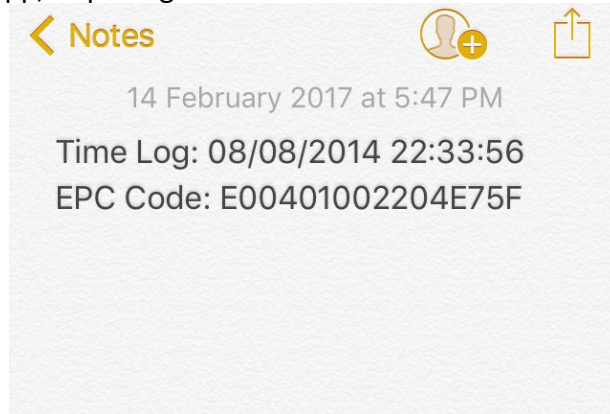 Notes
14 February 2017 at 5:47 PM
Time Log: 08/08/2014 22:33:56
EPC Code: E00401002204E75F